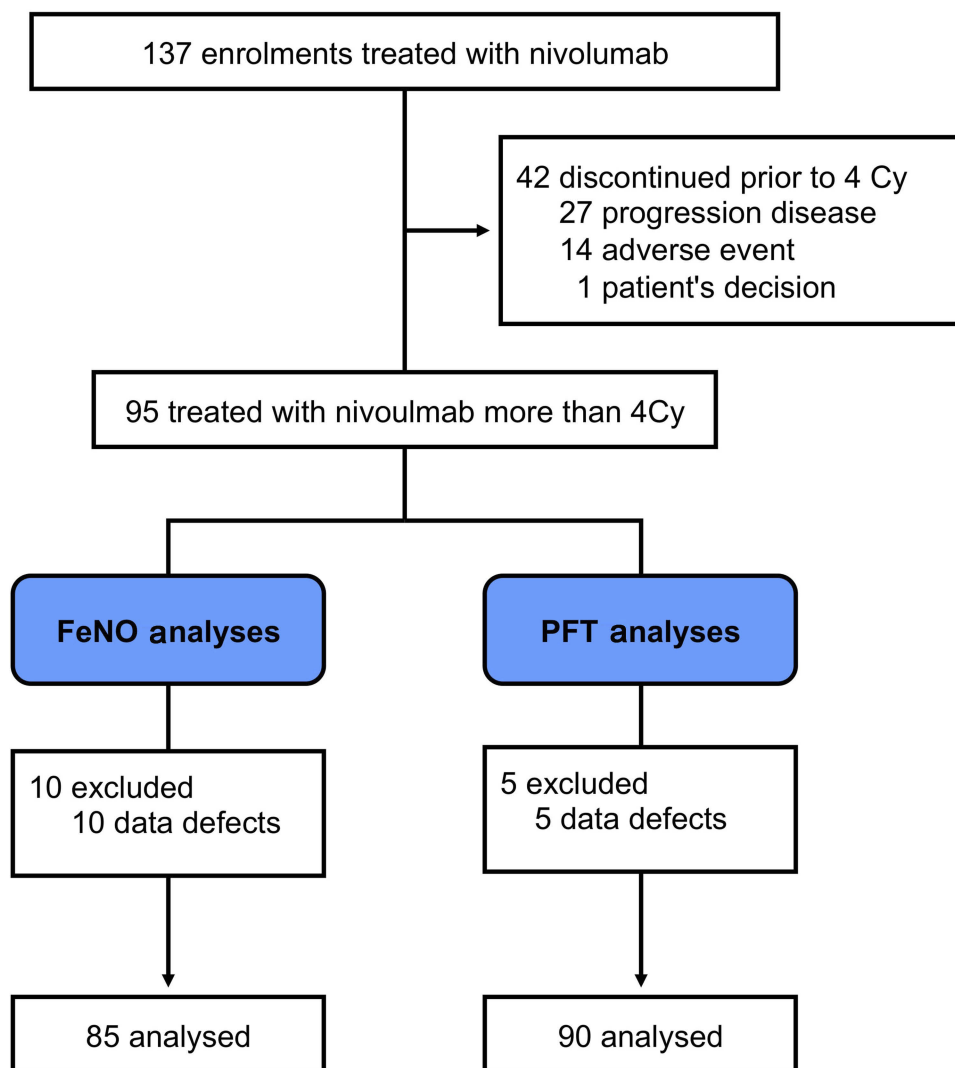 137 enrolments treated with nivolumab
42 discontinued prior to 4 Cy
27 progression disease
14 adverse event
1 patient's decision
95 treated with nivoulmab more than 4Cy
FeNO analyses
PFT analyses
10 excluded
10 data defects
5 excluded
5 data defects
85 analysed
90 analysed